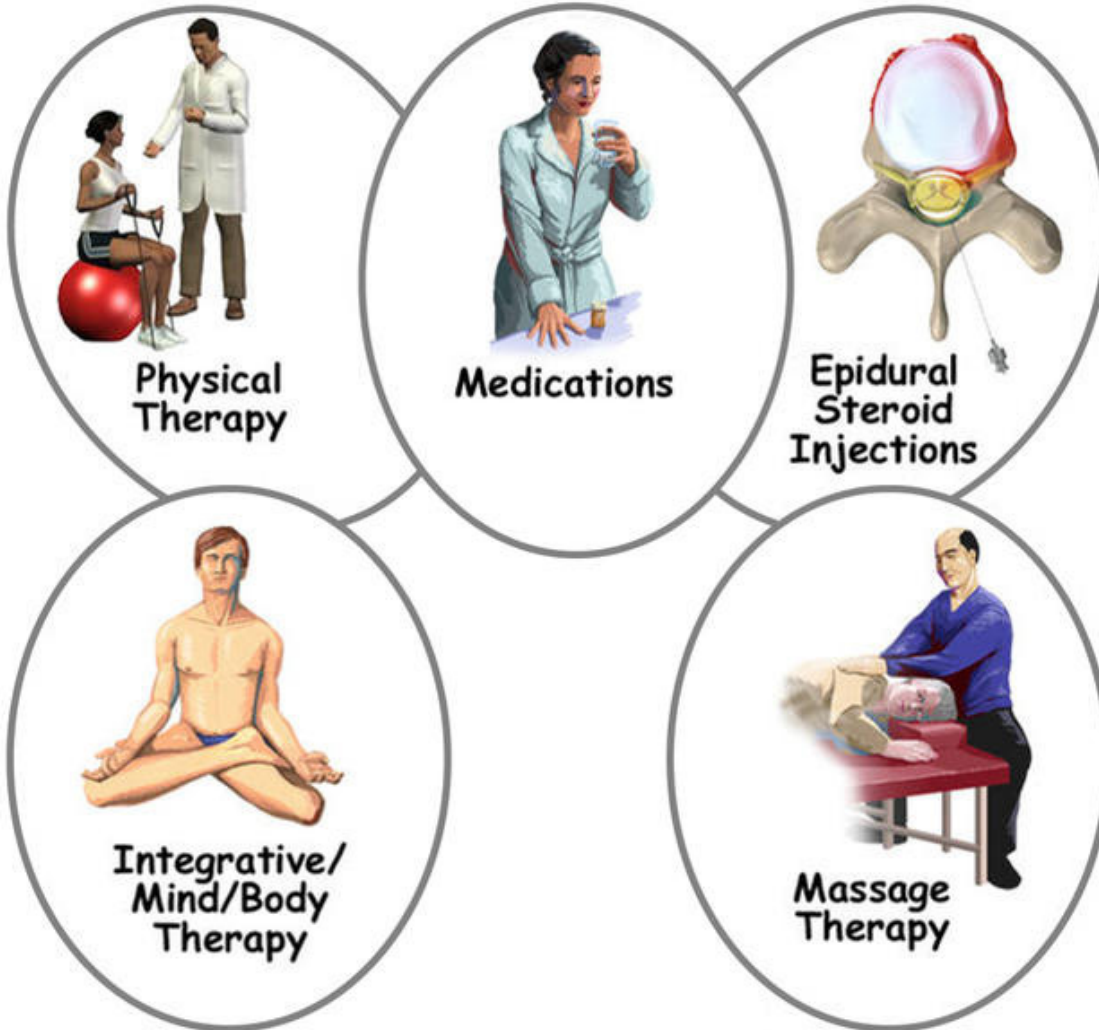 Physical
Therapy
Medications
Epidural
Steroid
Injections
Integrative/
Mind/Body
Therapy
Massage
Therapy